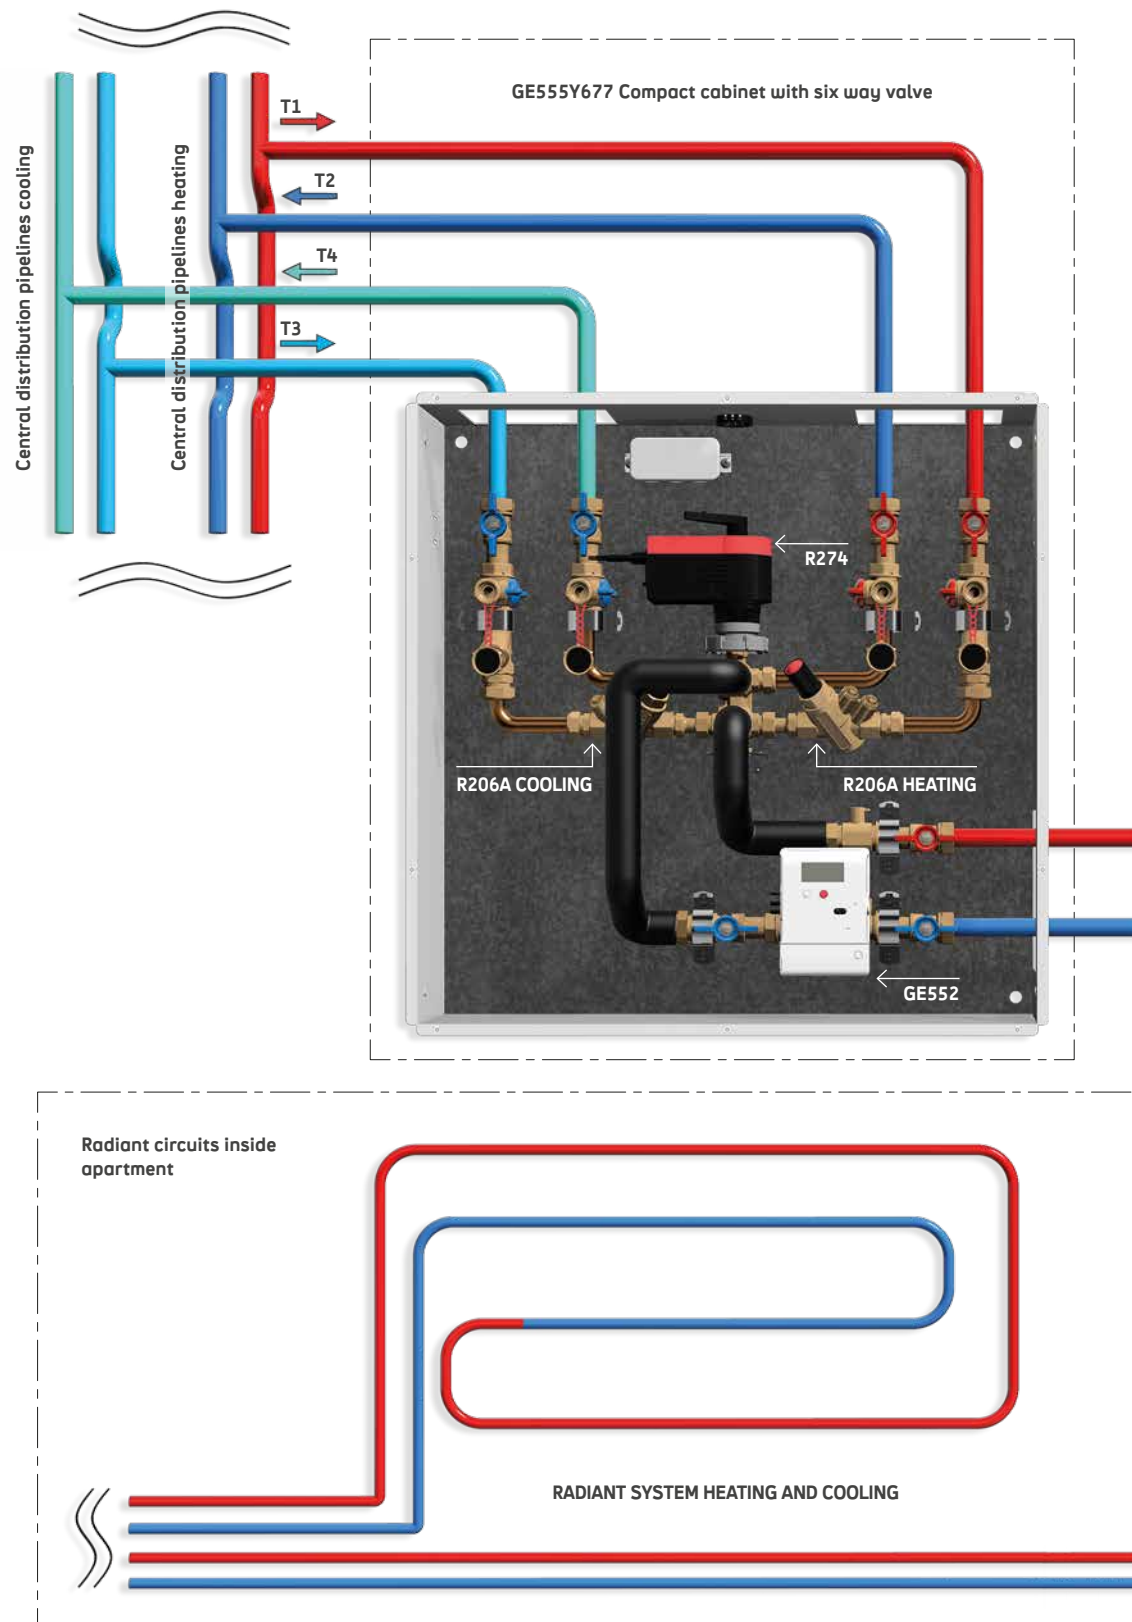 GE555Y677 Compact cabinet with six way valve
T1
T2
T4
T3
Central distribution pipelines cooling
Central distribution pipelines heating
R274
R206A COOLING
R206A HEATING
GE552
Radiant circuits inside
apartment
RADIANT SYSTEM HEATING AND COOLING